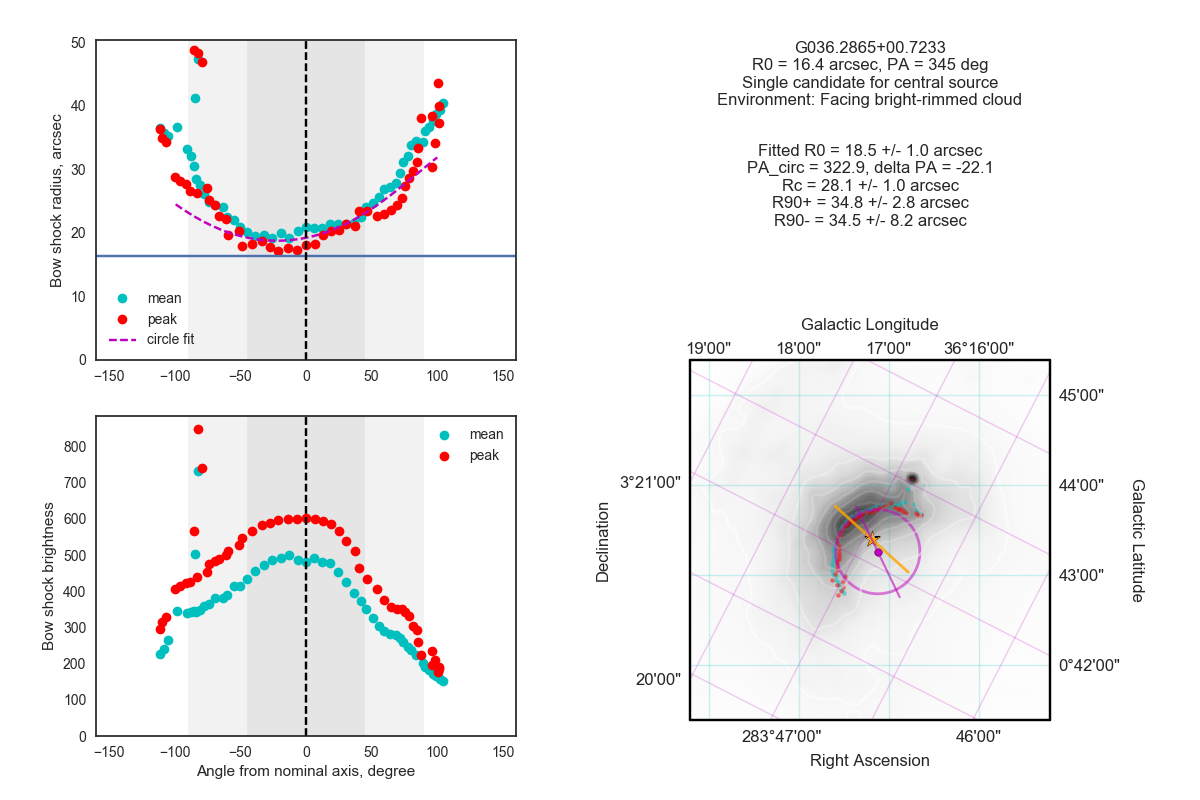 50
40
30
20
10
0
Bow shock radius, arcsec
mean
peak
circle fit
−150
−100
−50
0
50
100
150
800
700
600
500
400
300
200
100
0
Bow shock brightness
mean
peak
−150
−100
−50
0
50
100
150
Angle from nominal axis, degree
G036.2865+00.7233
R0 = 16.4 arcsec, PA = 345 deg
Single candidate for central source
Environment: Facing bright-rimmed cloud
Fitted R0 = 18.5 +/- 1.0 arcsec
PA_circ = 322.9, delta PA = -22.1
Rc = 28.1 +/- 1.0 arcsec
R90+ = 34.8 +/- 2.8 arcsec
R90- = 34.5 +/- 8.2 arcsec
Galactic Longitude
19'00" 18'00" 17'00" 36°16'00"
45'00"
44'00"
43'00"
0°42'00"
Galactic Latitude
3°21'00"
20'00"
Declination
283°47'00" 46'00"
Right Ascension